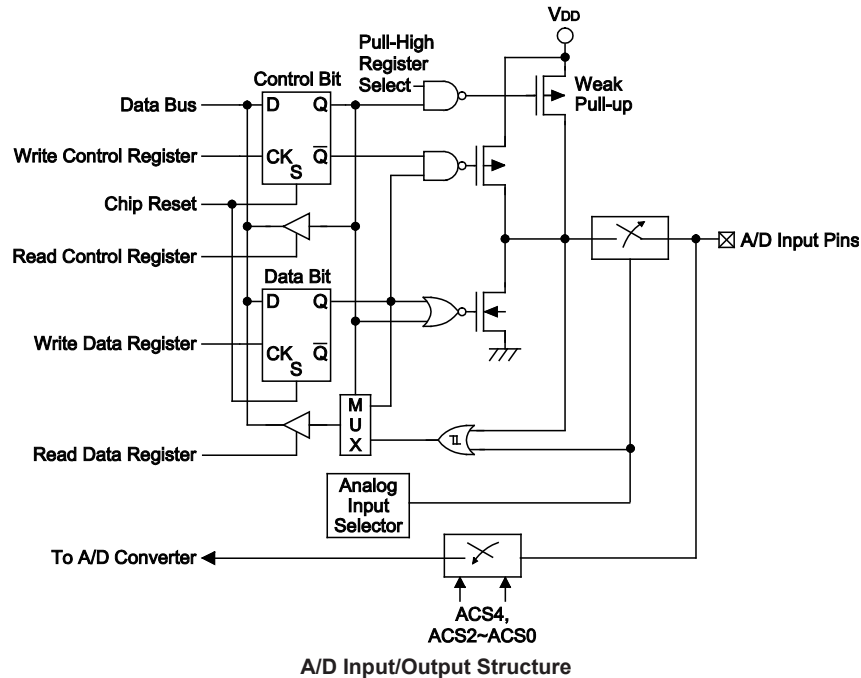 VDD
Pull-High
Register
Select
Weak
Pull-up
Control Bit
Data Bus
D
Q
Write Control Register
CK
Q
S
Chip Reset
Read Control Register
A/D Input Pins
Data Bit
D
Q
Write Data Register
CK
Q
S
M
U
X
Read Data Register
Analog
Input
Selector
To A/D Converter
ACS4,
ACS2~ACS0
A/D Input/Output Structure